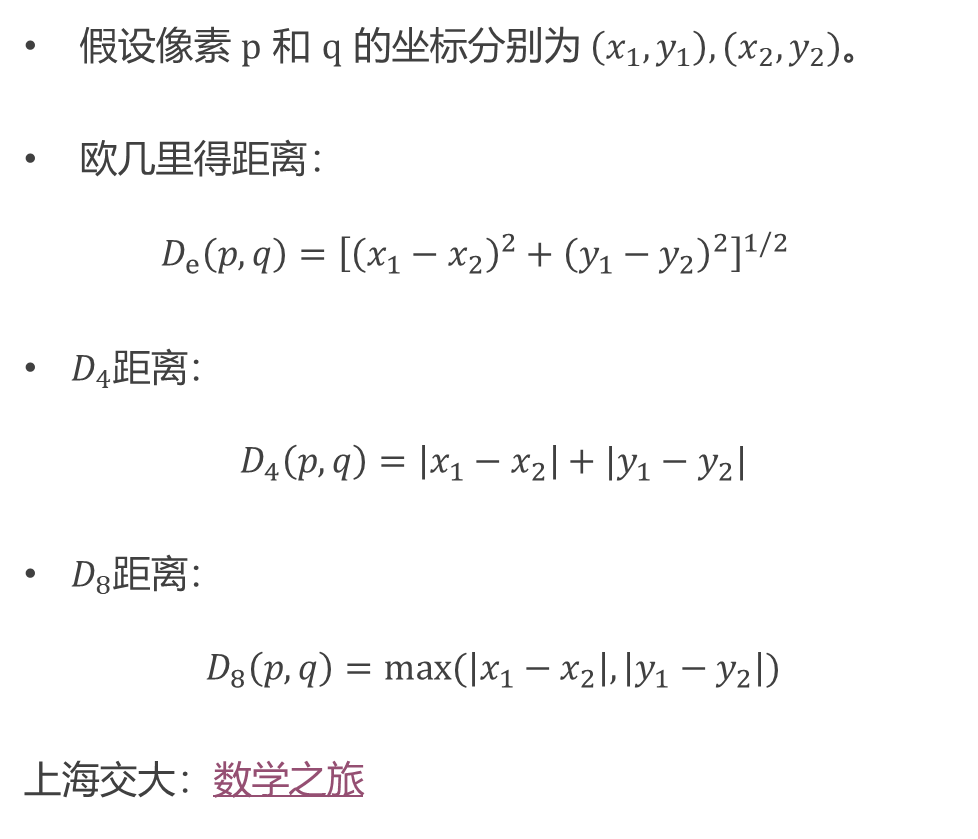 • 假设像素 p 和 q 的坐标分别为 (x₁, y₁), (x₂, y₂)。
• 欧几里得距离：
Dₑ(p, q) = [(x₁ − x₂)² + (y₁ − y₂)²]^{1/2}
• D₄距离：
D₄(p, q) = |x₁ − x₂| + |y₁ − y₂|
• D₈距离：
D₈(p, q) = max(|x₁ − x₂|, |y₁ − y₂|)
上海交大：数学之旅